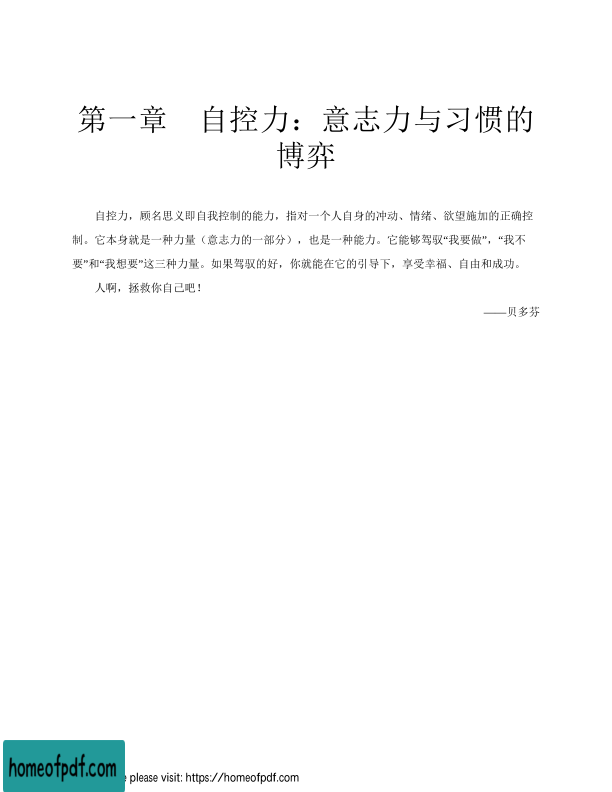 第一章　自控力：意志力与习惯的
博弈
自控力，顾名思义即自我控制的能力，指对一个人自身的冲动、情绪、欲望施加的正确控
制。它本身就是一种力量（意志力的一部分），也是一种能力。它能够驾驭“我要做”，“我不
要”和“我想要”这三种力量。如果驾驭的好，你就能在它的引导下，享受幸福、自由和成功。
人啊，拯救你自己吧！
——贝多芬
homeofpdf.com
e please visit: https://homeofpdf.com